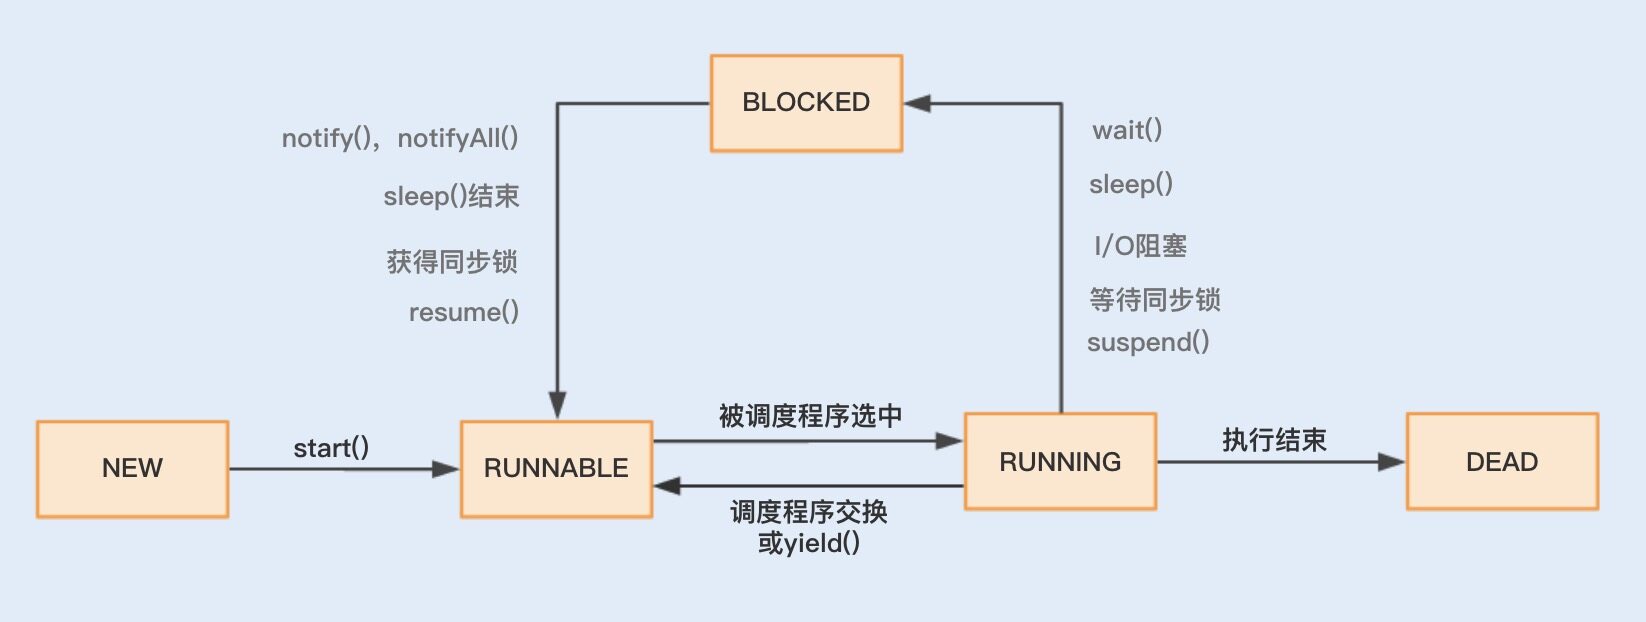 BLOCKED
notify()，notifyAll()
sleep()结束
获得同步锁
resume()
wait()
sleep()
I/O阻塞
等待同步锁
suspend()
NEW
start()
RUNNABLE
被调度程序选中
调度程序交换
或yield()
RUNNING
执行结束
DEAD